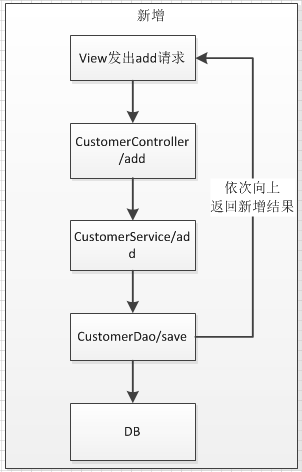 新增
View发出add请求
CustomerController
/add
依次向上
返回新增结果
CustomerService/ad
d
CustomerDao/save
DB